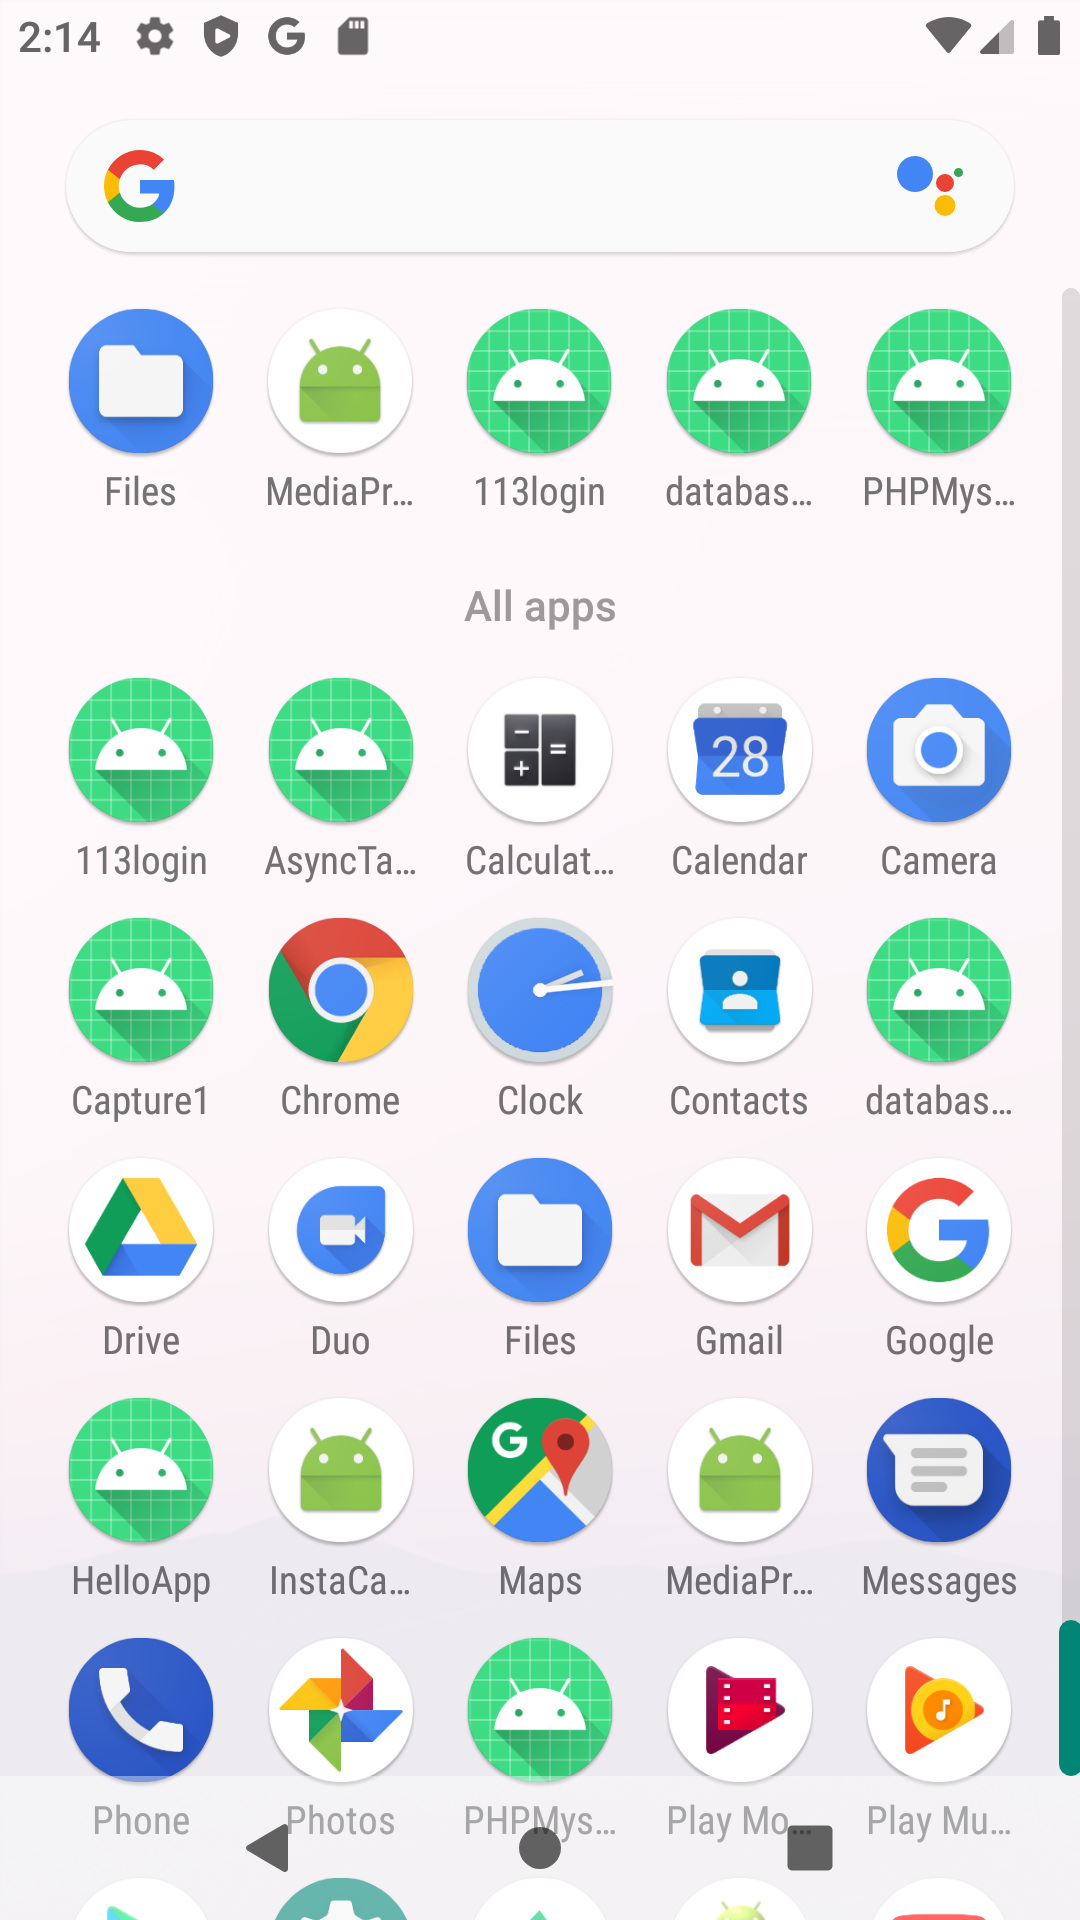 2:14
Files MediaPr... 113login databas... PHPMys...
All apps
113login AsyncTa... Calculat... Calendar Camera
28
Capture1 Chrome Clock Contacts databas...
Drive Duo Files Gmail Google
HelloApp InstaCa... Maps MediaPr... Messages
Phone Photos PHPMys... Play Mo... Play Mu...